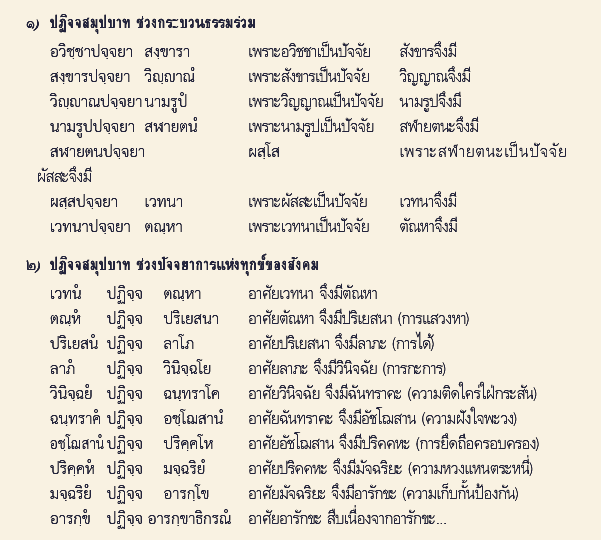 ๑) ปฏิจจสมุปบาท ช่วงกระบวนธรรมร่วม
อวิชฺชาปจฺจยา สงฺขารา เพราะอวิชชาเป็นปัจจัย สังขารจึงมี
สงฺขารปจฺจยา วิญฺญาณํ เพราะสังขารเป็นปัจจัย วิญญาณจึงมี
วิญฺญาณปจฺจยา นามรูปํ เพราะวิญญาณเป็นปัจจัย นามรูปจึงมี
นามรูปปจฺจยา สฬายตนํ เพราะนามรูปเป็นปัจจัย สฬายตนะจึงมี
สฬายตนปจฺจยา ผสฺโส เพราะสฬายตนะเป็นปัจจัย
ผัสสะจึงมี
ผสฺสปจฺจยา เวทนา เพราะผัสสะเป็นปัจจัย เวทนาจึงมี
เวทนาปจฺจยา ตณฺหา เพราะเวทนาเป็นปัจจัย ตัณหาจึงมี
๒) ปฏิจจสมุปบาท ช่วงปัจจยาการแห่งทุกข์ของสังคม
เวทนํ ปฏิจฺจ ตณฺหา อาศัยเวทนา จึงมีตัณหา
ตณฺหํ ปฏิจฺจ ปริเยสนา อาศัยตัณหา จึงมีปริเยสนา (การแสวงหา)
ปริเยสนํ ปฏิจฺจ ลาโภ อาศัยปริเยสนา จึงมีลาภะ (การได้)
ลาภํ ปฏิจฺจ วินิจฺฉโย อาศัยลาภะ จึงมีวินิจฉัย (การกะการ)
วินิจฺฉยํ ปฏิจฺจ ฉนฺทราโค อาศัยวินิจฉัย จึงมีฉันทราคะ (ความติดใคร่ใฝ่กระสัน)
ฉนฺทราคํ ปฏิจฺจ อชฺโฌสานํ อาศัยฉันทราคะ จึงมีอัชโฌสาน (ความฝังใจพะวง)
อชฺโฌสานํ ปฏิจฺจ ปริคฺคโห อาศัยอัชโฌสาน จึงมีปริคคหะ (การยึดถือครอบครอง)
ปริคฺคหํ ปฏิจฺจ มจฺฉริยํ อาศัยปริคคหะ จึงมีมัจฉริยะ (ความหวงแหนตระหนี่)
มจฺฉริยํ ปฏิจฺจ อารกฺโข อาศัยมัจฉริยะ จึงมีอารักขะ (ความเก็บกั้นป้องกัน)
อารกฺขํ ปฏิจฺจ อารกฺขาธิกรณํ อาศัยอารักขะ สืบเนื่องจากอารักขะ...